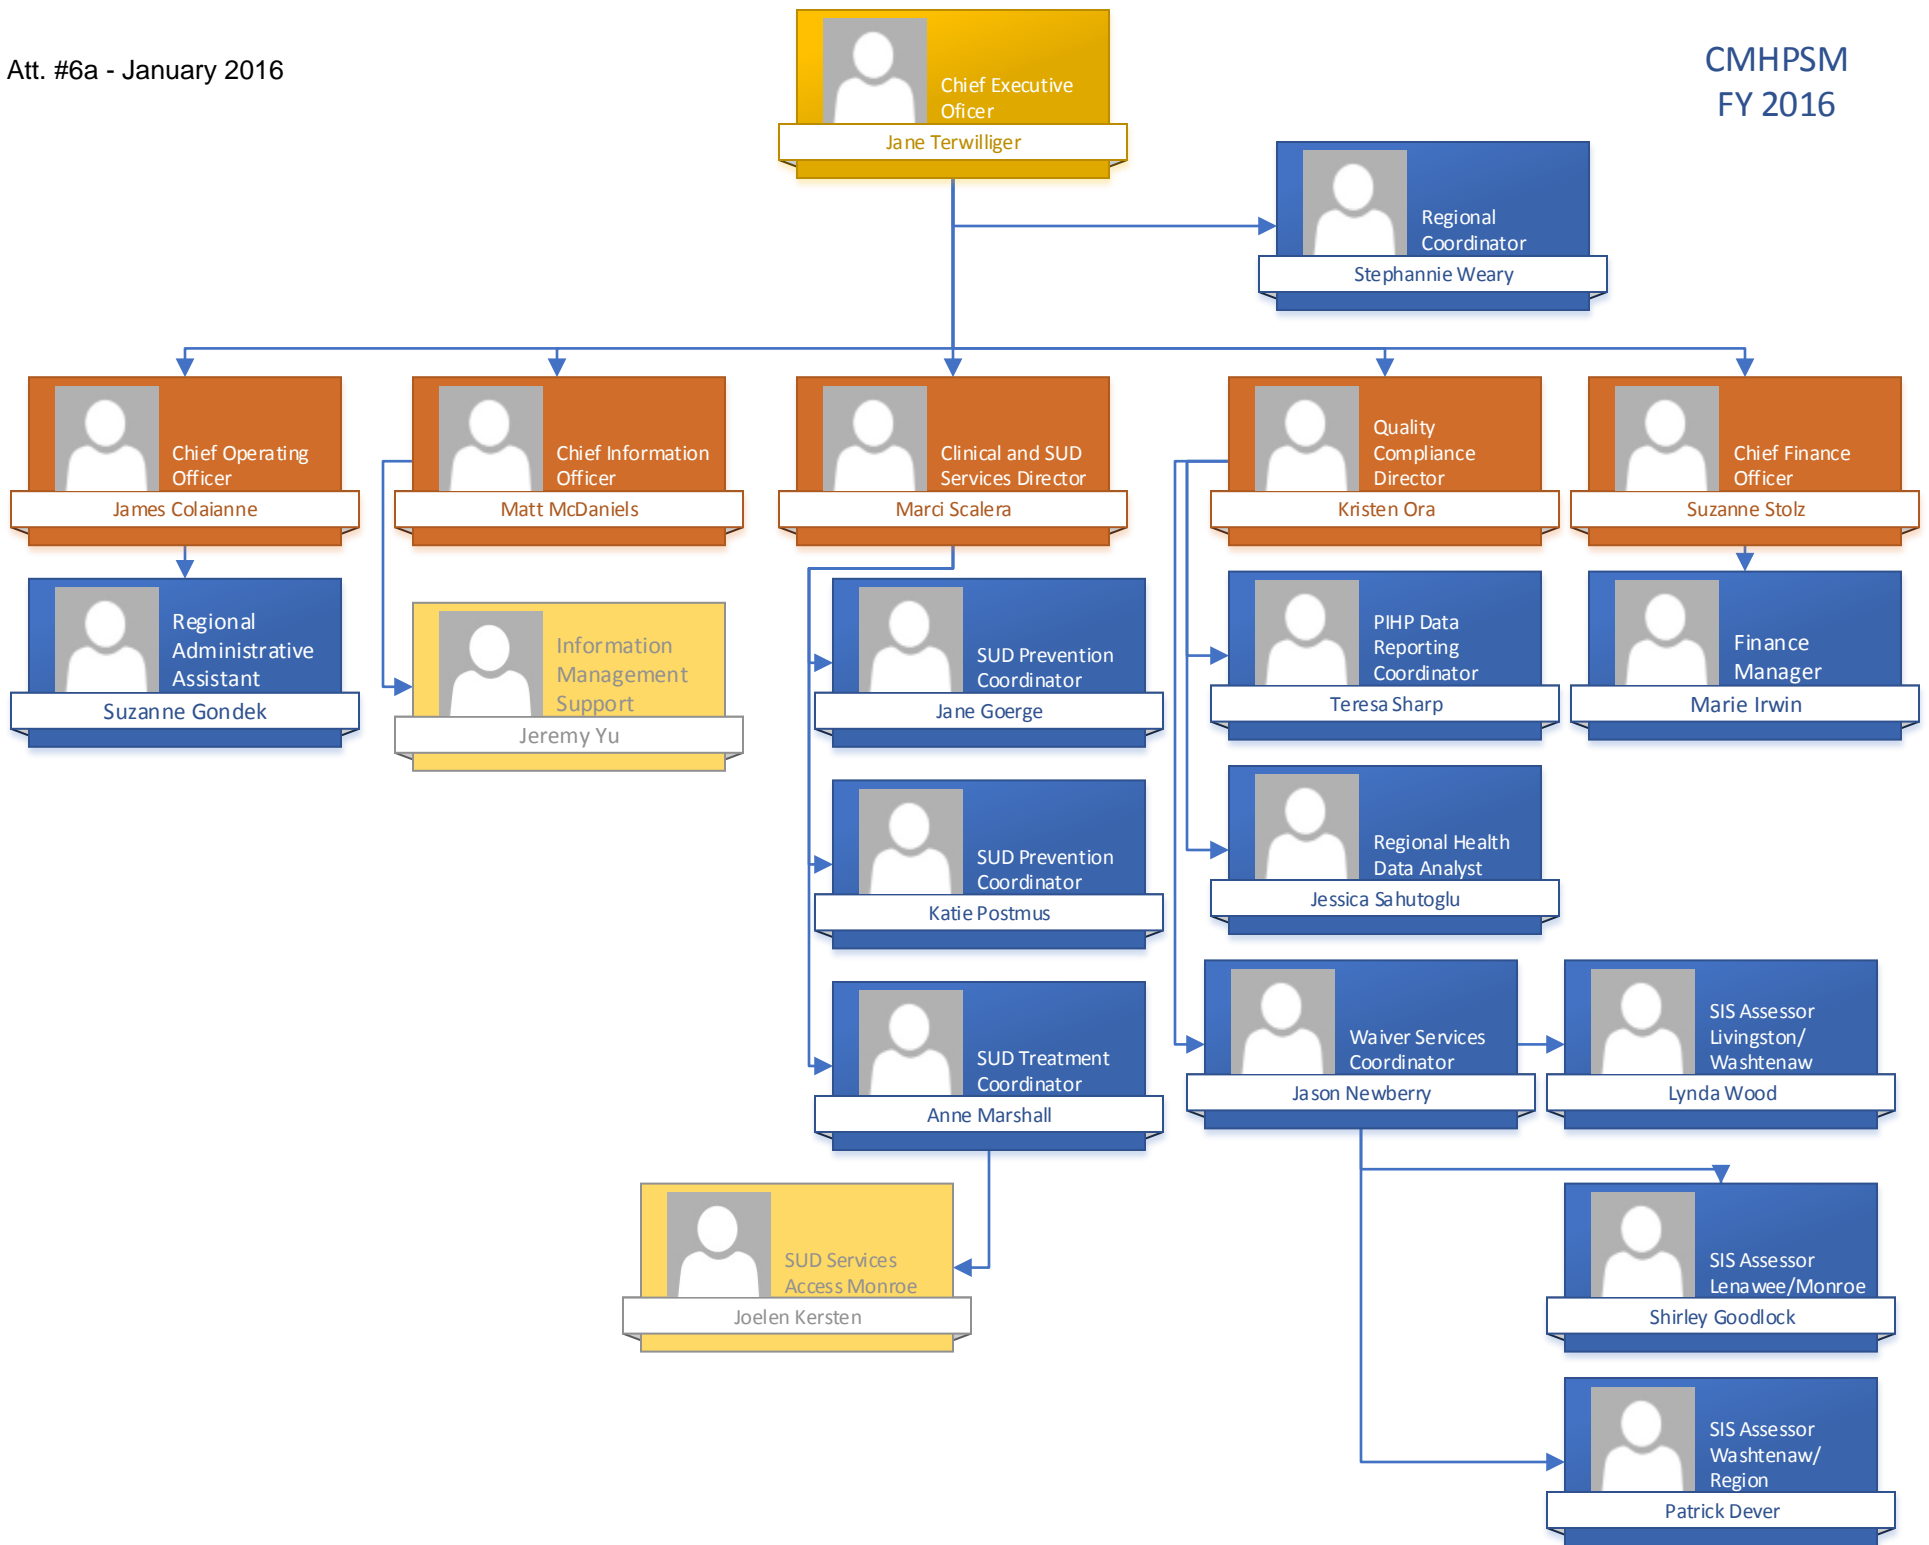 Att. #6a - January 2016
CMHPSM
FY 2016
Chief Executive
Oficer
Jane Terwilliger
Regional
Coordinator
Stephannie Weary
Chief Operating
Officer
James Colaianne
Chief Information
Officer
Matt McDaniels
Clinical and SUD
Services Director
Marci Scalera
Quality
Compliance
Director
Kristen Ora
Chief Finance
Officer
Suzanne Stolz
Regional
Administrative
Assistant
Suzanne Gondek
Information
Management
Support
Jeremy Yu
SUD Prevention
Coordinator
Jane Goerge
PIHP Data
Reporting
Coordinator
Teresa Sharp
Finance
Manager
Marie Irwin
SUD Prevention
Coordinator
Katie Postmus
Regional Health
Data Analyst
Jessica Sahutoglu
SUD Treatment
Coordinator
Anne Marshall
Waiver Services
Coordinator
Jason Newberry
SIS Assessor
Livingston/
Washtenaw
Lynda Wood
SUD Services
Access Monroe
Joelen Kersten
SIS Assessor
Lenawee/Monroe
Shirley Goodlock
SIS Assessor
Washtenaw/
Region
Patrick Dever